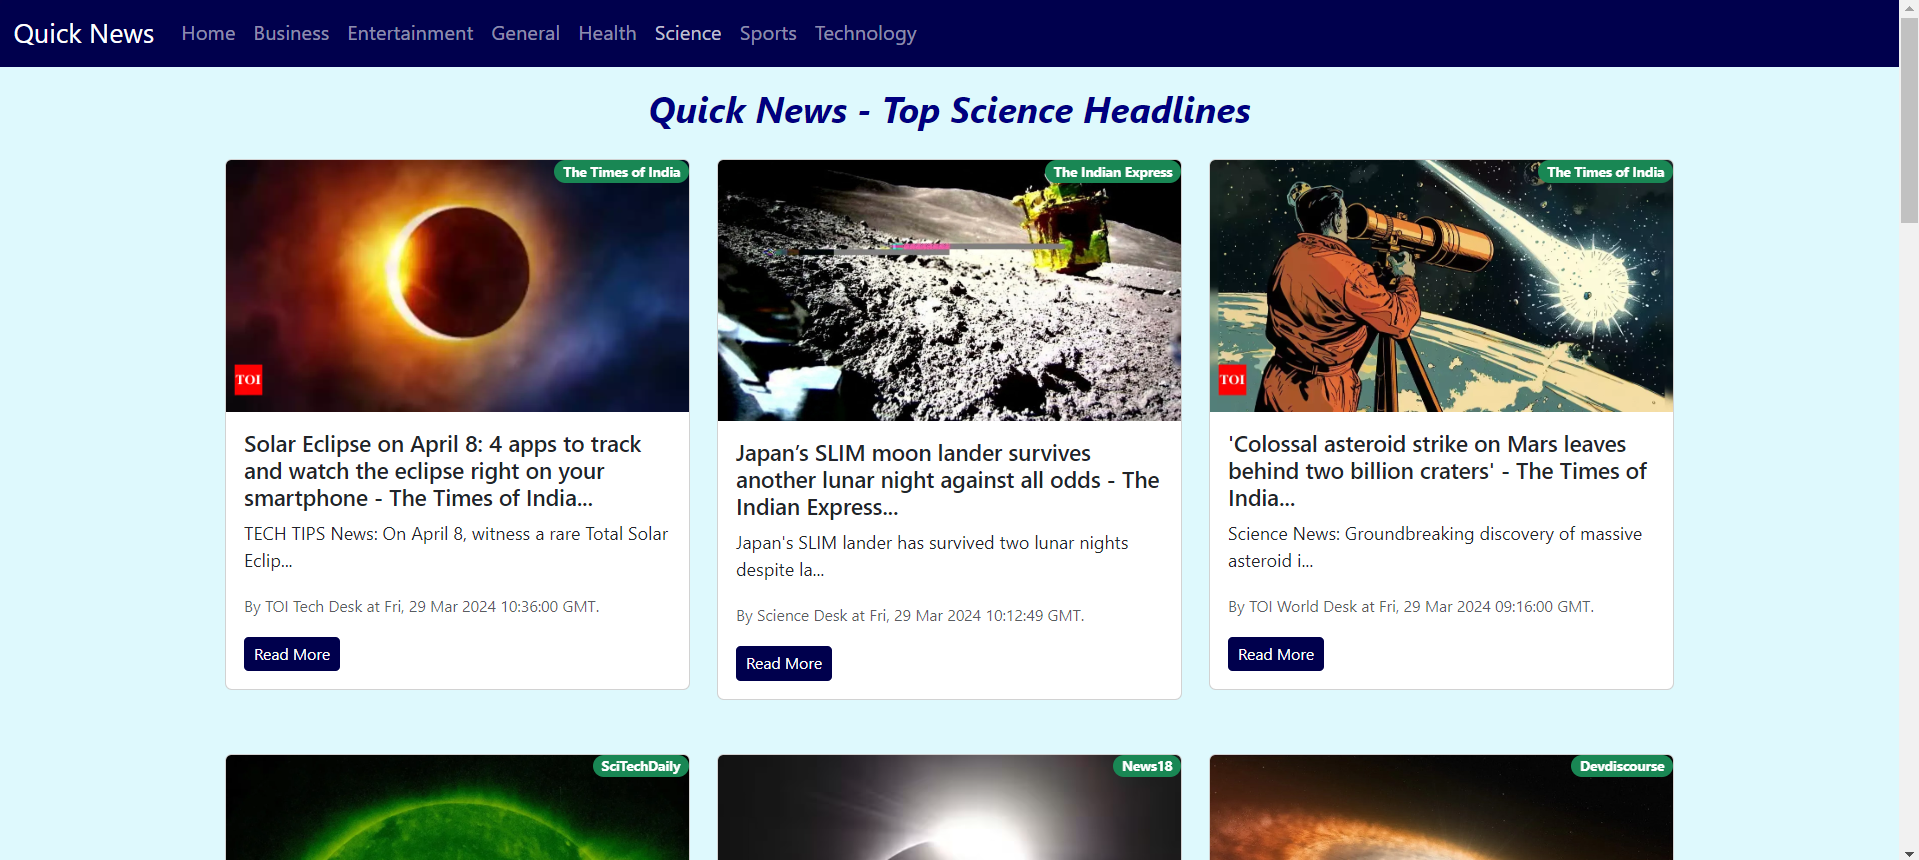 Quick News Home Business Entertainment General Health Science Sports Technology
Quick News - Top Science Headlines
The Times of India
TOI
Solar Eclipse on April 8: 4 apps to track
and watch the eclipse right on your
smartphone - The Times of India...
TECH TIPS News: On April 8, witness a rare Total Solar
Eclip...
By TOI Tech Desk at Fri, 29 Mar 2024 10:36:00 GMT.
Read More
The Indian Express
Japan’s SLIM moon lander survives
another lunar night against all odds - The
Indian Express...
Japan's SLIM lander has survived two lunar nights
despite la...
By Science Desk at Fri, 29 Mar 2024 10:12:49 GMT.
Read More
The Times of India
TOI
'Colossal asteroid strike on Mars leaves
behind two billion craters' - The Times of
India...
Science News: Groundbreaking discovery of massive
asteroid i...
By TOI World Desk at Fri, 29 Mar 2024 09:16:00 GMT.
Read More
SciTechDaily
News18
Devdiscourse